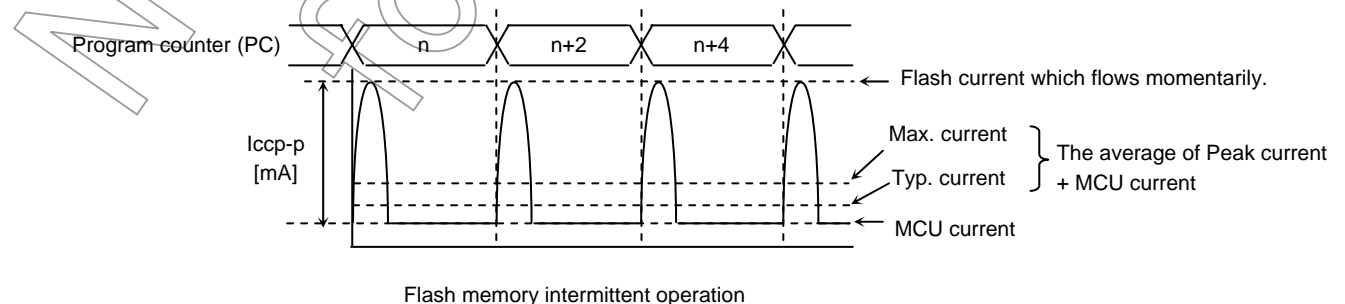 Program counter (PC)
n
n+2
n+4
Flash current which flows momentarily.
Iccp-p
[mA]
Max. current
Typ. current
The average of Peak current
+ MCU current
MCU current
Flash memory intermittent operation